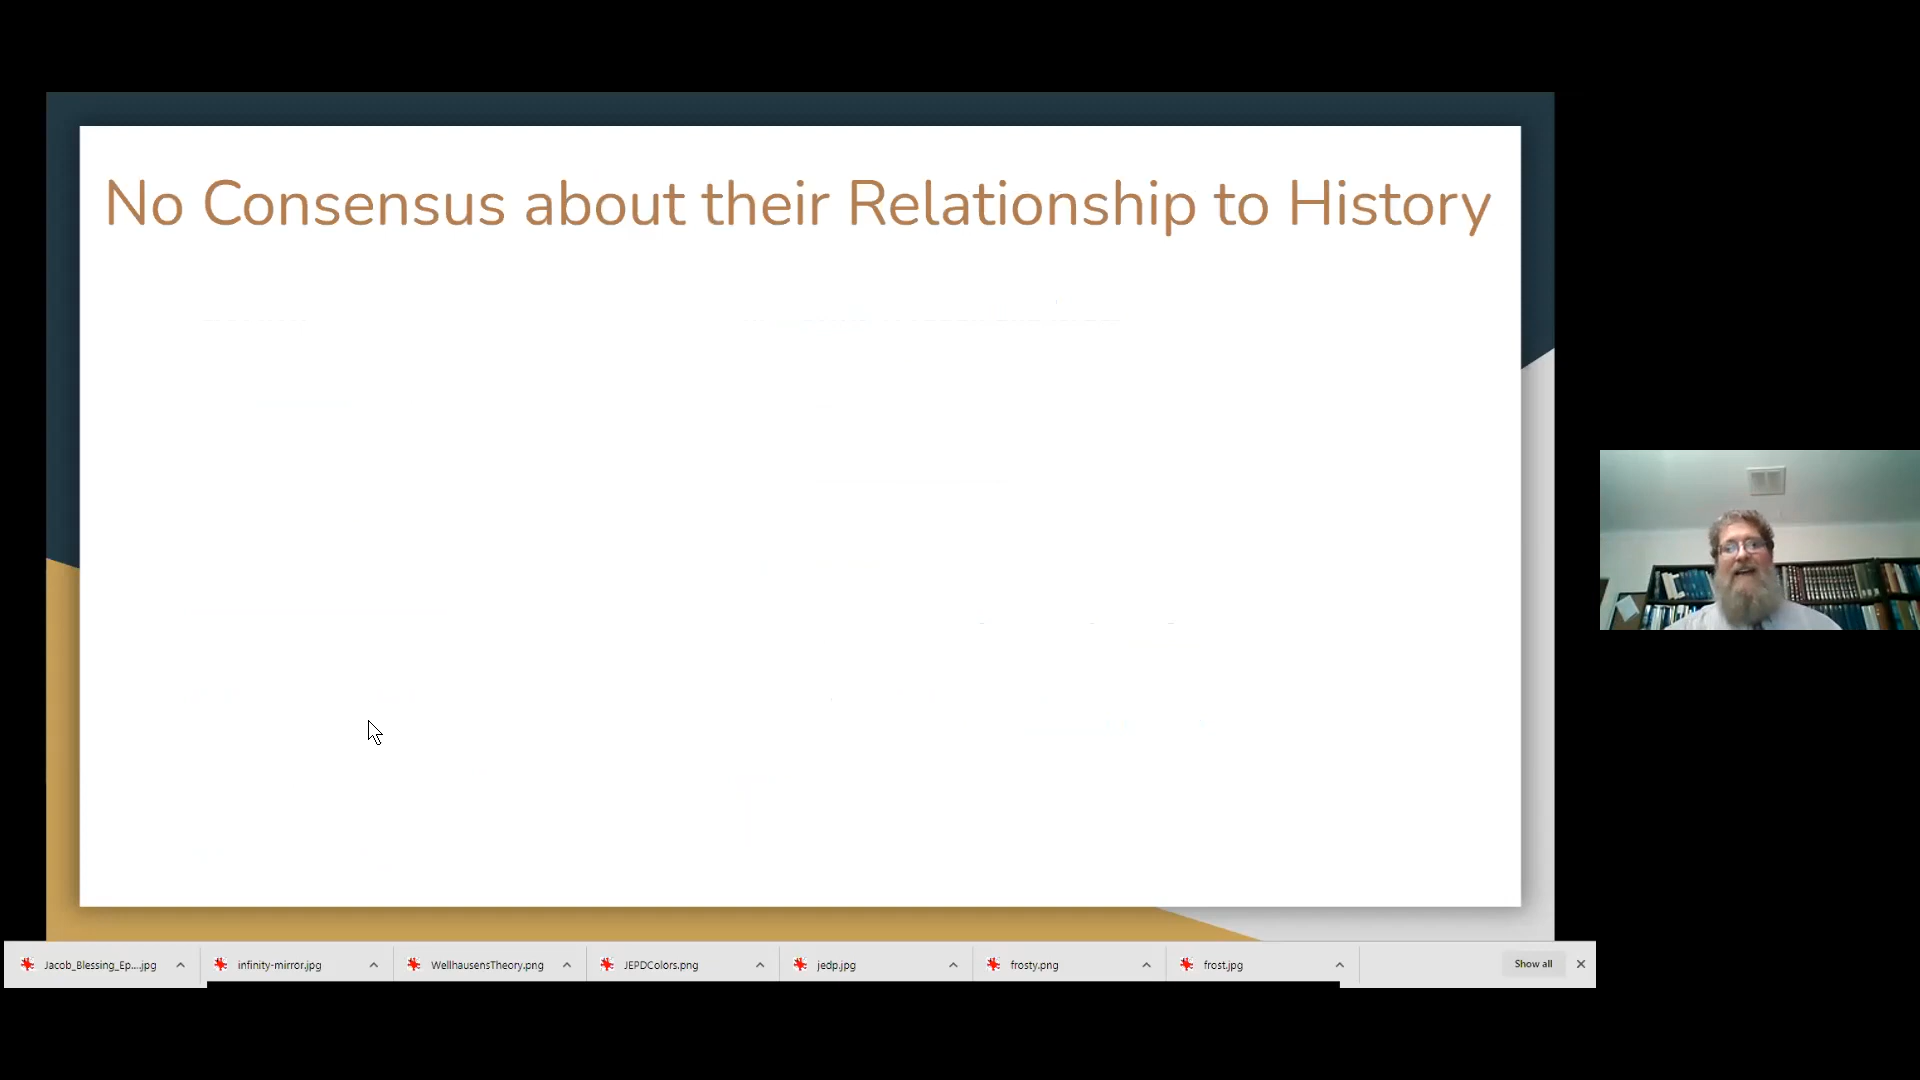 No Consensus about their Relationship to History
Jacob_Blessing_Ep....jpg
infinity-mirror.jpg
WellhausensTheory.png
JEPDColors.png
jedp.jpg
frosty.png
frost.jpg
Show all